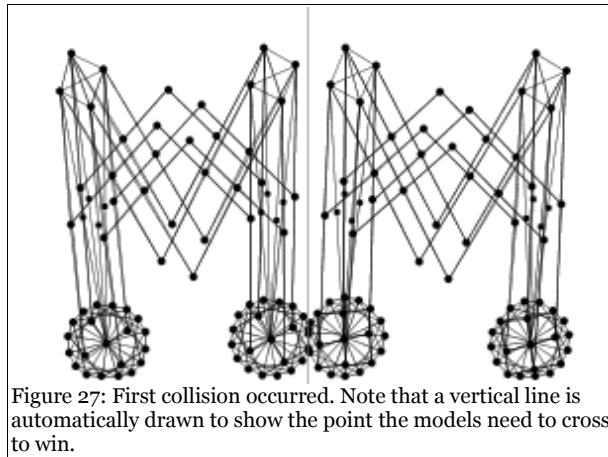 Figure 27: First collision occurred. Note that a vertical line is
automatically drawn to show the point the models need to cross
to win.